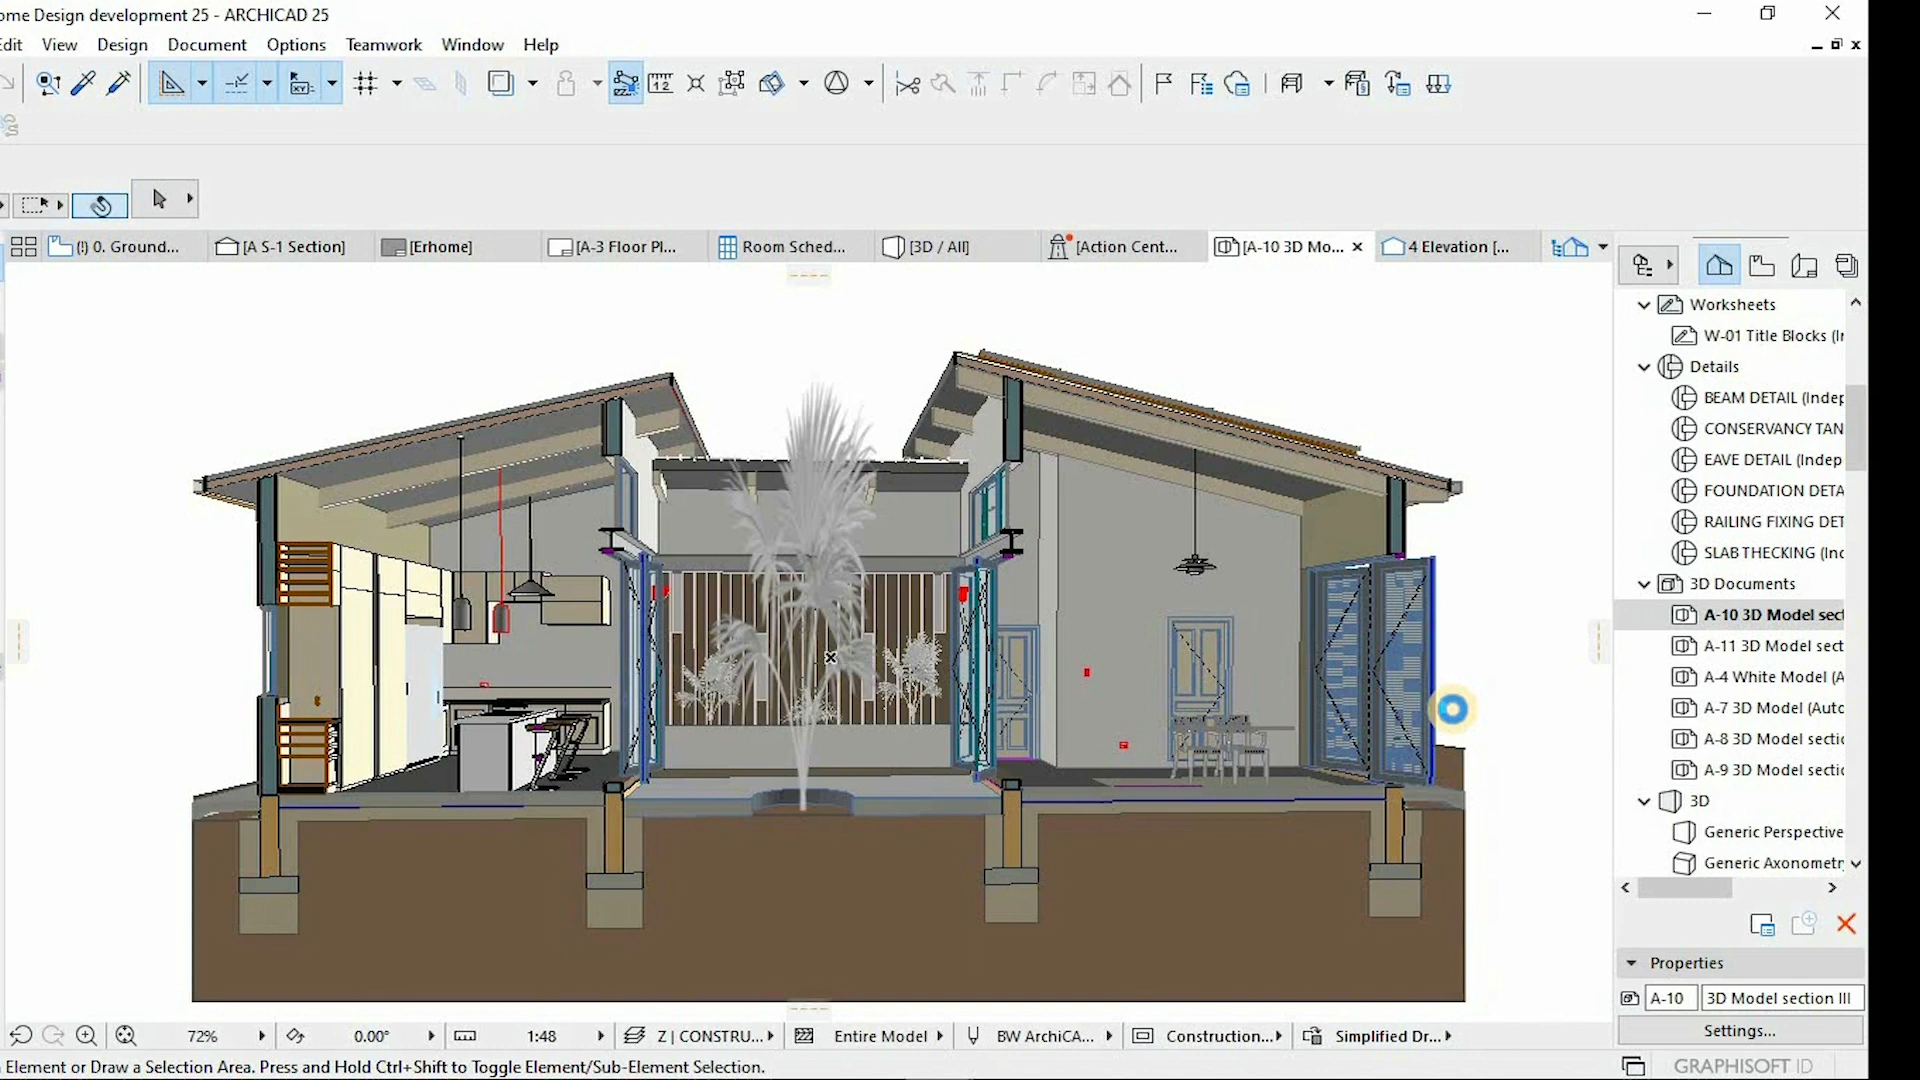 ome Design development 25 - ARCHICAD 25
Edit View Design Document Options Teamwork Window Help
(!) 0. Ground... [A S-1 Section] [Erhome] [A-3 Floor Pl... Room Sched... [3D / All] [Action Cent... [A-10 3D Mo... 4 Elevation [...
Worksheets
W-01 Title Blocks (Ir
Details
BEAM DETAIL (Indep
CONSERVANCY TAN
EAVE DETAIL (Indep
FOUNDATION DETA
RAILING FIXING DET
SLAB THECKING (Inc
3D Documents
A-10 3D Model sect
A-11 3D Model sect
A-4 White Model (A
A-7 3D Model (Auto
A-8 3D Model sectic
A-9 3D Model sectic
3D
Generic Perspective
Generic Axonometr
Properties
A-10 3D Model section III
Settings...
72% 0.00° 1:48 Z | CONSTRU... Entire Model BW ArchiCA... Construction... Simplified Dr...
Element or Draw a Selection Area. Press and Hold Ctrl+Shift to Toggle Element/Sub-Element Selection.
GRAPHISOFT ID